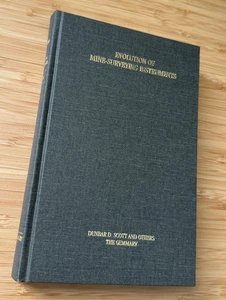 EVOLUTION OF
MINE-SURVEYING INSTRUMENTS
DUNBAR D. SCOTT AND OTHERS
THE GEMMARY